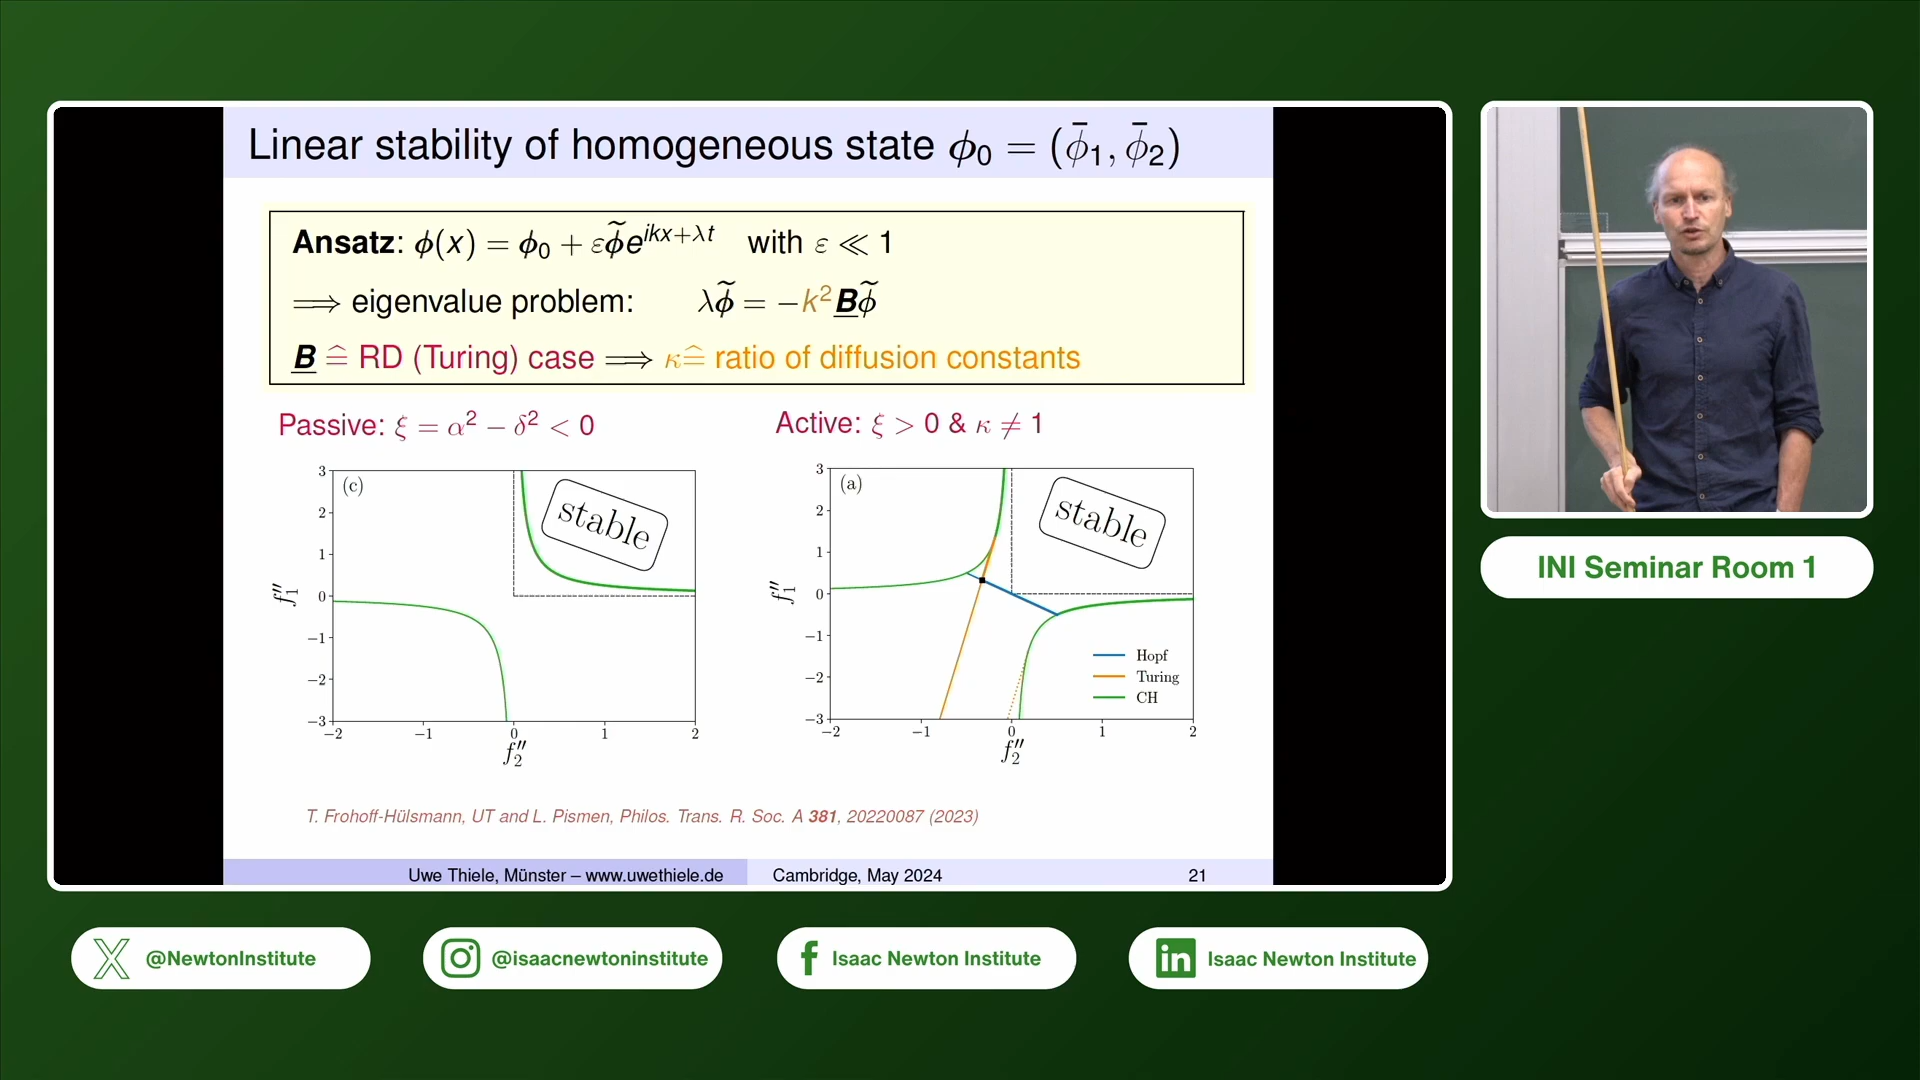 Linear stability of homogeneous state ϕ₀ = (ϕ̄₁, ϕ̄₂)
Ansatz: ϕ(x) = ϕ₀ + εϕ̃e^{ikx+λt} with ε ≪ 1
⟹ eigenvalue problem: λϕ̃ = −k²B̲ϕ̃
B̲ ≙ RD (Turing) case ⟹ κ≙ ratio of diffusion constants
Passive: ξ = α² − δ² < 0
Active: ξ > 0 & κ ≠ 1
(c)
stable
3
2
1
0
−1
−2
−3
f₁″
−2 −1 0 1 2
f₂″
(a)
stable
3
2
1
0
−1
−2
−3
f₁″
Hopf
Turing
CH
−2 −1 0 1 2
f₂″
T. Frohoff-Hülsmann, UT and L. Pismen, Philos. Trans. R. Soc. A 381, 20220087 (2023)
Uwe Thiele, Münster – www.uwethiele.de Cambridge, May 2024 21
INI Seminar Room 1
@NewtonInstitute
@isaacnewtoninstitute
Isaac Newton Institute
Isaac Newton Institute